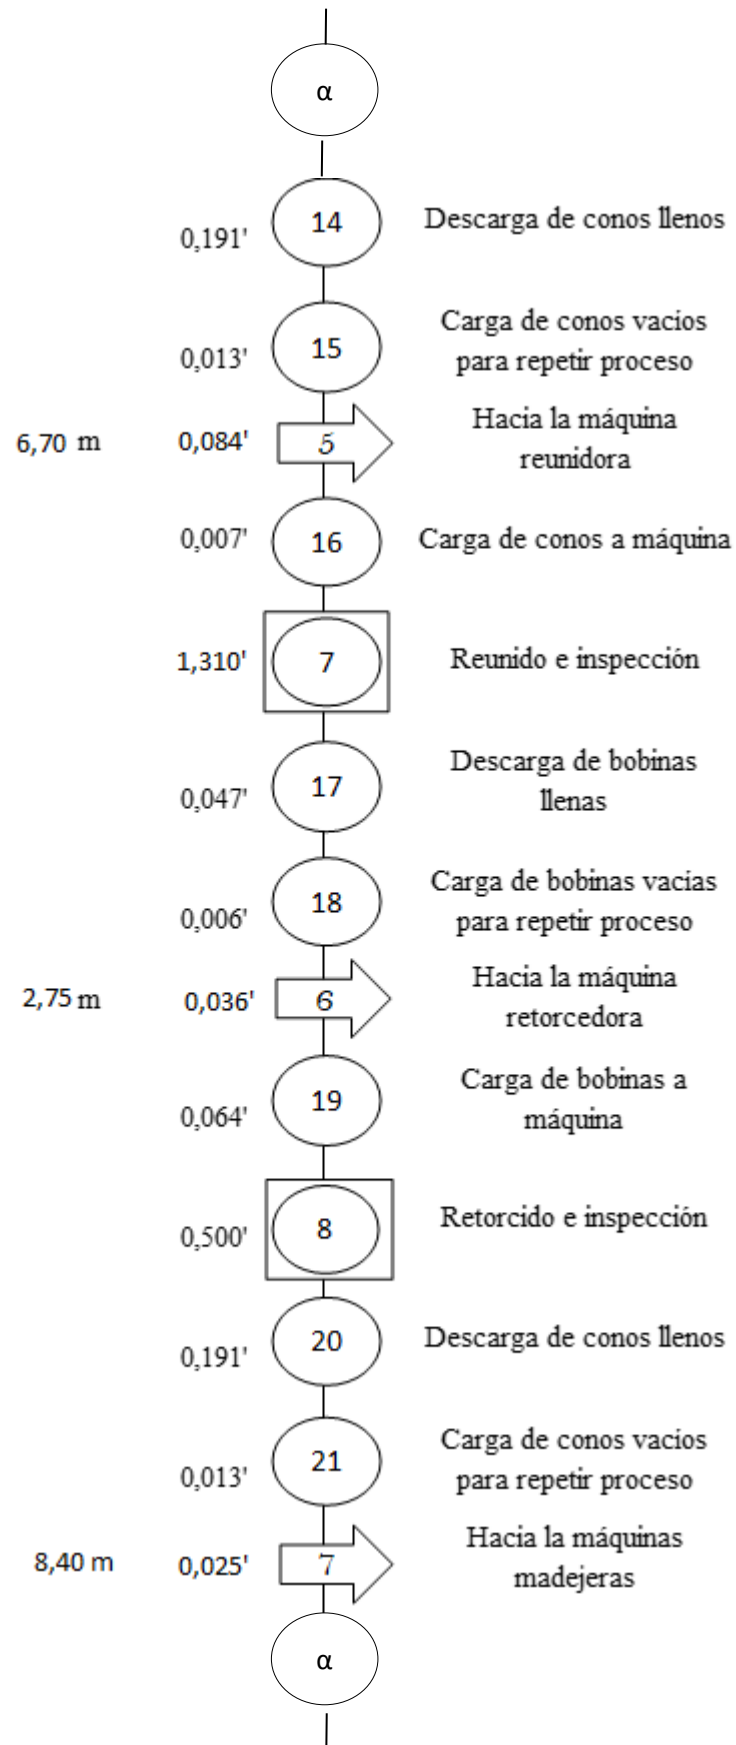 α
14
Descarga de conos llenos
0,191'
15
Carga de conos vacíos
para repetir proceso
0,013'
6,70 m
0,084'
5
Hacia la máquina
reunidora
0,007'
16
Carga de conos a máquina
1,310'
7
Reunido e inspección
0,047'
17
Descarga de bobinas
llenas
0,006'
18
Carga de bobinas vacías
para repetir proceso
2,75 m
0,036'
6
Hacia la máquina
retorcedora
0,064'
19
Carga de bobinas a
máquina
0,500'
8
Retorcido e inspección
0,191'
20
Descarga de conos llenos
0,013'
21
Carga de conos vacíos
para repetir proceso
8,40 m
0,025'
7
Hacia la máquinas
madejeras
α